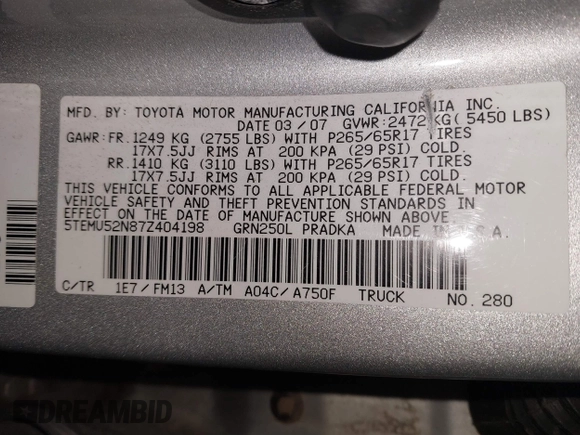 MFD. BY: TOYOTA MOTOR MANUFACTURING CALIFORNIA INC.
DATE 03 / 07 GVWR: 2472 KG( 5450 LBS)
GAWR: FR. 1249 KG (2755 LBS) WITH P265/65R17 TIRES
17X7.5JJ RIMS AT 200 KPA (29 PSI) COLD.
RR. 1410 KG (3110 LBS) WITH P265/65R17 TIRES
17X7.5JJ RIMS AT 200 KPA (29 PSI) COLD.
THIS VEHICLE CONFORMS TO ALL APPLICABLE FEDERAL MOTOR
VEHICLE SAFETY AND THEFT PREVENTION STANDARDS IN
EFFECT ON THE DATE OF MANUFACTURE SHOWN ABOVE.
5TEMU52N87Z404198 GRN250L PRADKA MADE IN U.S.A.
C/TR 1E7 / FM13 A/TM A04C / A750F TRUCK NO. 280
DREAMBID